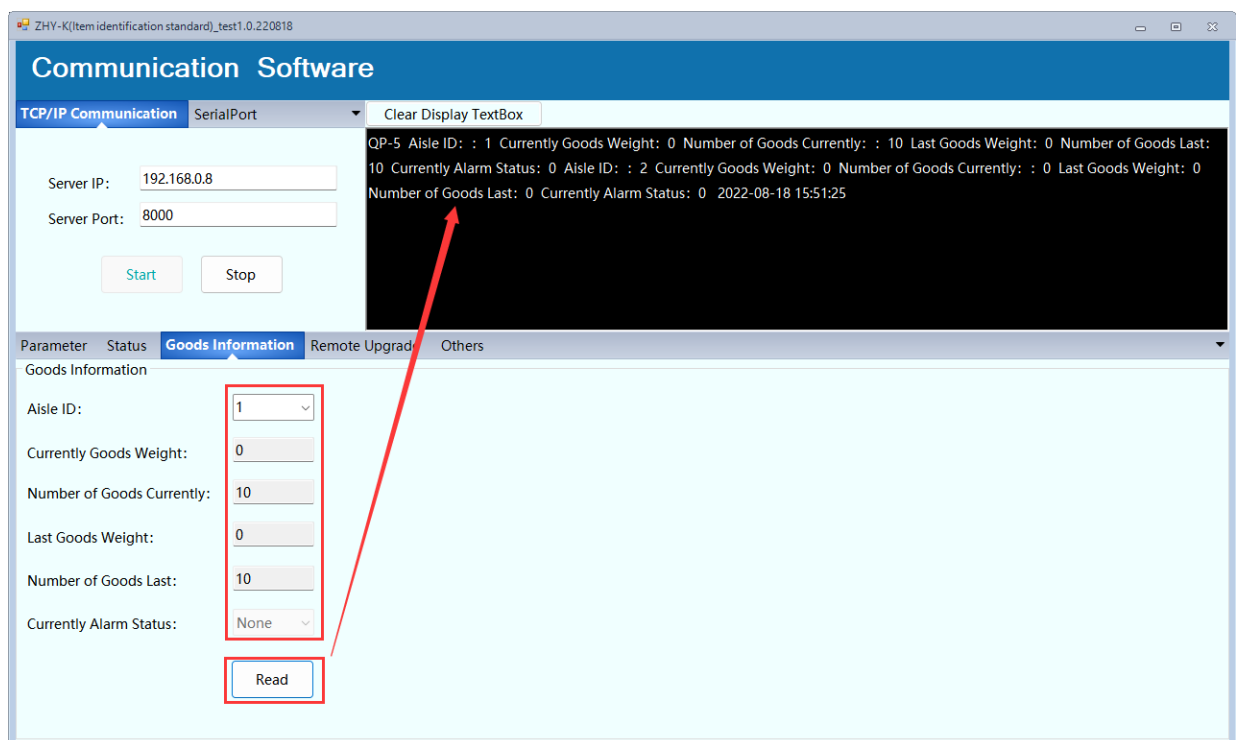 ZHY-K(Item identification standard)_test1.0.220818
Communication Software
TCP/IP Communication SerialPort
Clear Display TextBox
QP-5 Aisle ID: : 1 Currently Goods Weight: 0 Number of Goods Currently: : 10 Last Goods Weight: 0 Number of Goods Last:
10 Currently Alarm Status: 0 Aisle ID: : 2 Currently Goods Weight: 0 Number of Goods Currently: : 0 Last Goods Weight: 0
Number of Goods Last: 0 Currently Alarm Status: 0 2022-08-18 15:51:25
Server IP: 192.168.0.8
Server Port: 8000
Start Stop
Parameter Status Goods Information Remote Upgrade Others
Goods Information
Aisle ID: 1
Currently Goods Weight: 0
Number of Goods Currently: 10
Last Goods Weight: 0
Number of Goods Last: 10
Currently Alarm Status: None
Read